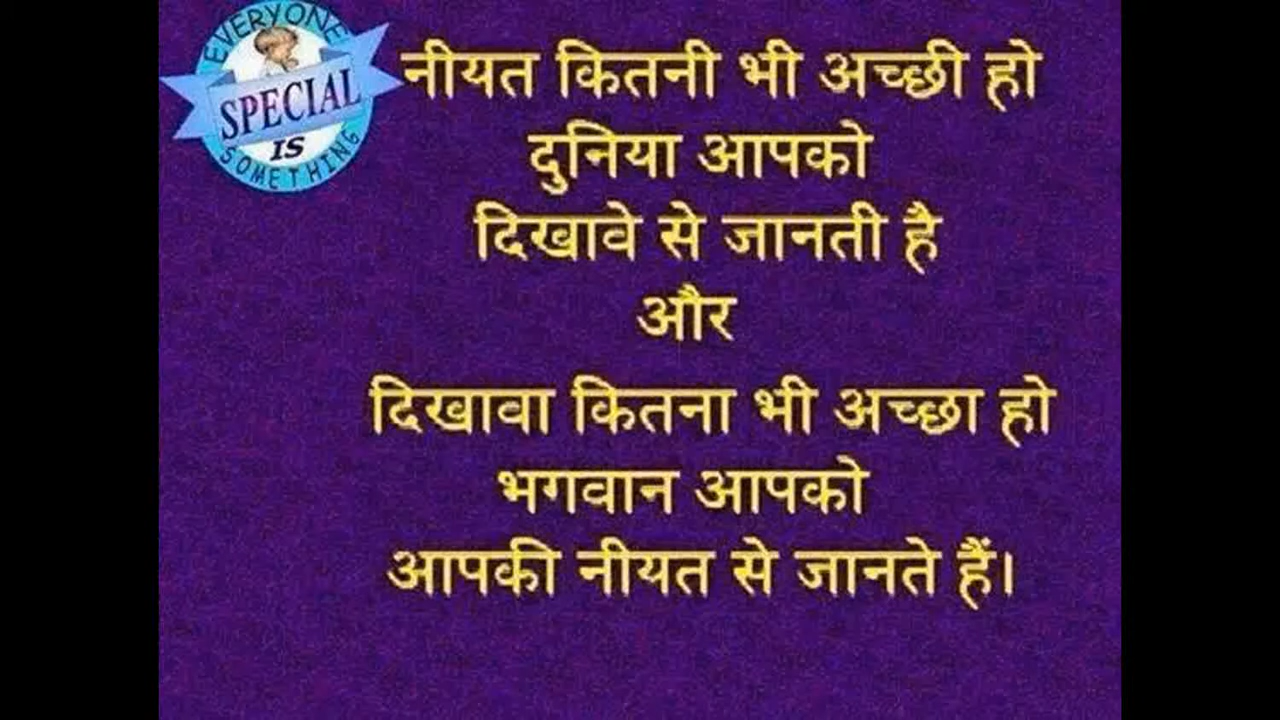 EVERYONE
SPECIAL
IS
SOMETHING
नीयत कितनी भी अच्छी हो
दुनिया आपको
दिखावे से जानती है
और
दिखावा कितना भी अच्छा हो
भगवान आपको
आपकी नीयत से जानते हैं।